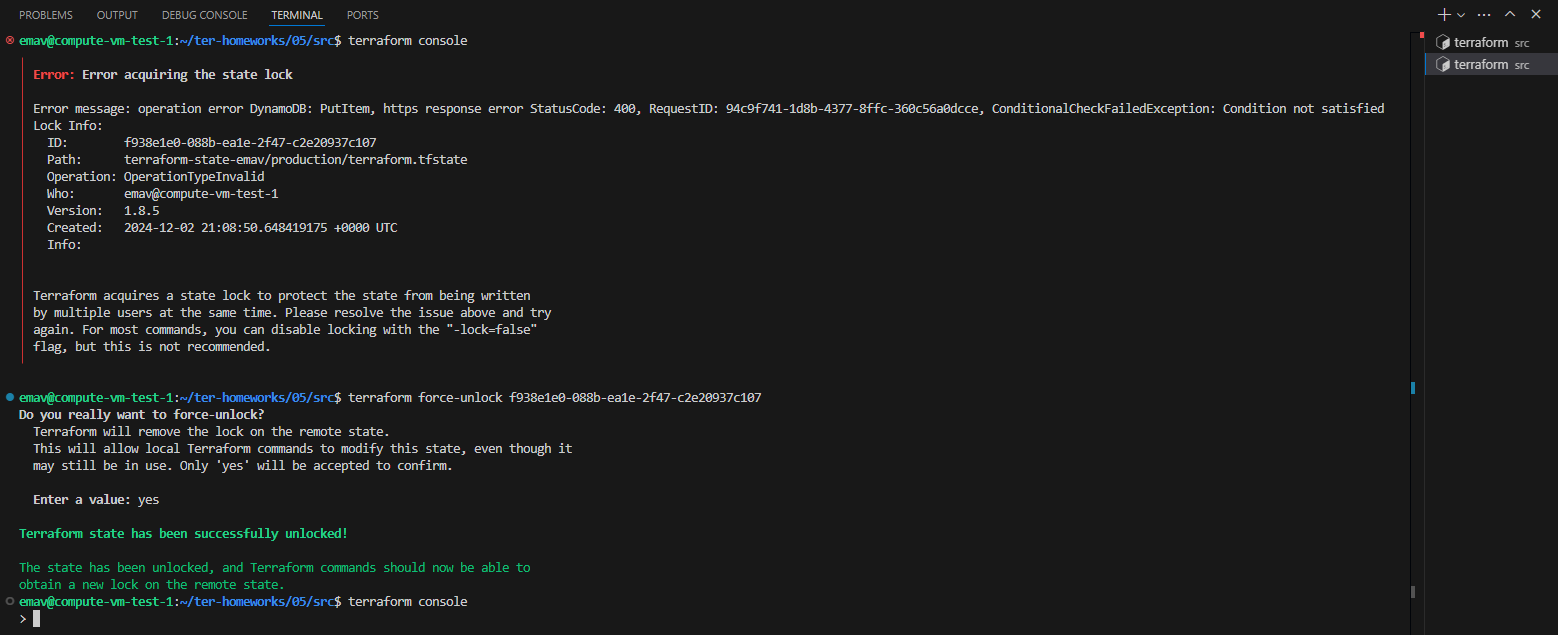 PROBLEMS OUTPUT DEBUG CONSOLE TERMINAL PORTS
emav@compute-vm-test-1:~/ter-homeworks/05/src$ terraform console
terraform src
terraform src
Error: Error acquiring the state lock
Error message: operation error DynamoDB: PutItem, https response error StatusCode: 400, RequestID: 94c9f741-1d8b-4377-8ffc-360c56a0dcce, ConditionalCheckFailedException: Condition not satisfied
Lock Info:
ID: f938e1e0-088b-ea1e-2f47-c2e20937c107
Path: terraform-state-emav/production/terraform.tfstate
Operation: OperationTypeInvalid
Who: emav@compute-vm-test-1
Version: 1.8.5
Created: 2024-12-02 21:08:50.648419175 +0000 UTC
Info:
Terraform acquires a state lock to protect the state from being written
by multiple users at the same time. Please resolve the issue above and try
again. For most commands, you can disable locking with the "-lock=false"
flag, but this is not recommended.
emav@compute-vm-test-1:~/ter-homeworks/05/src$ terraform force-unlock f938e1e0-088b-ea1e-2f47-c2e20937c107
Do you really want to force-unlock?
Terraform will remove the lock on the remote state.
This will allow local Terraform commands to modify this state, even though it
may still be in use. Only 'yes' will be accepted to confirm.
Enter a value: yes
Terraform state has been successfully unlocked!
The state has been unlocked, and Terraform commands should now be able to
obtain a new lock on the remote state.
emav@compute-vm-test-1:~/ter-homeworks/05/src$ terraform console
>